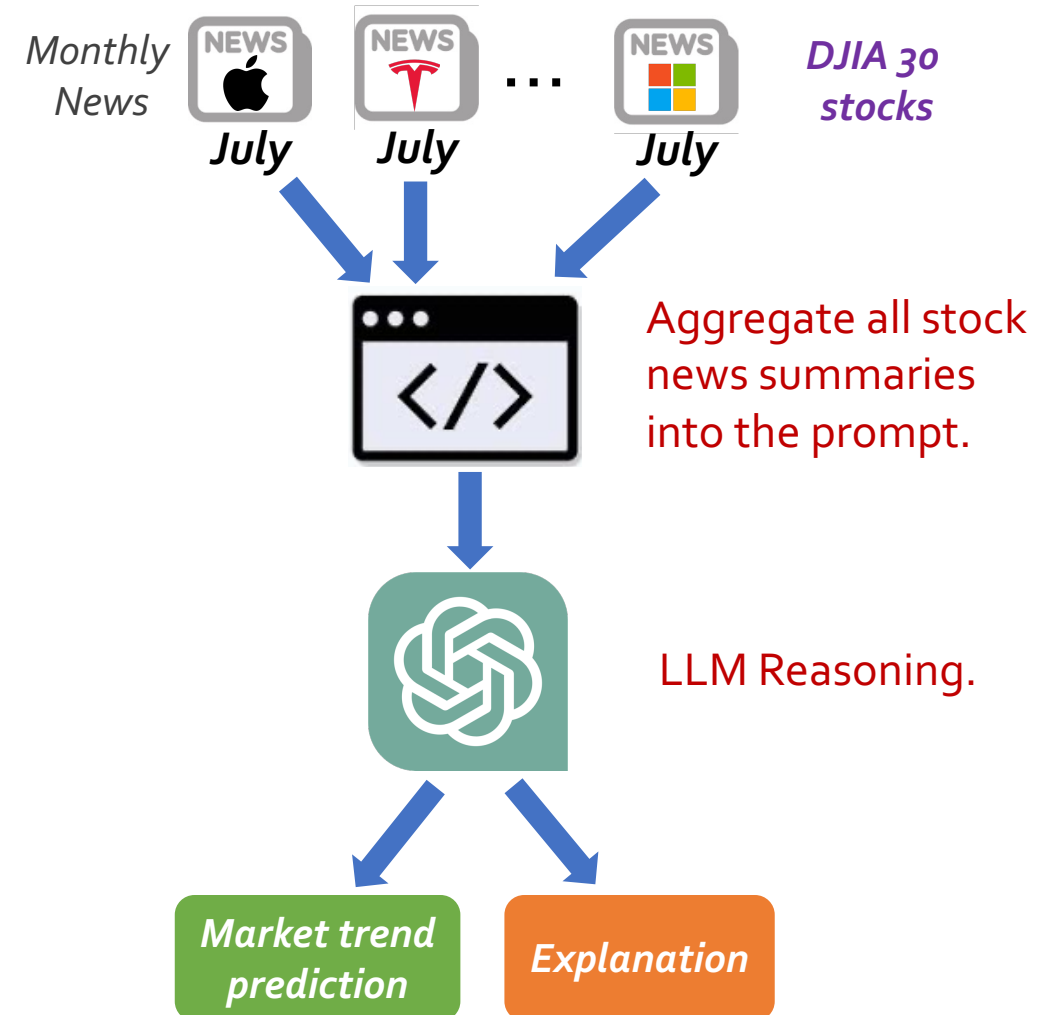 Monthly
News
NEWS
July
NEWS
July
...
NEWS
July
DJIA 30
stocks
</>
Aggregate all stock
news summaries
into the prompt.
LLM Reasoning.
Market trend
prediction
Explanation